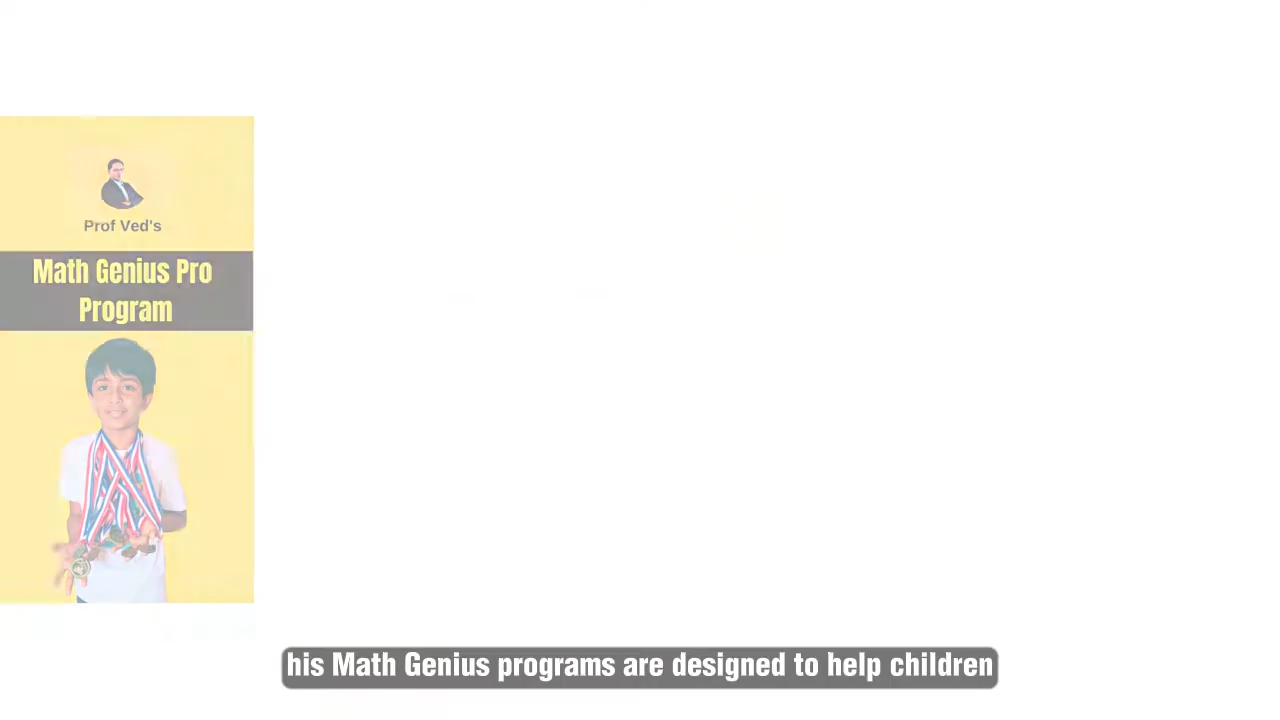 Prof Ved's
Math Genius Pro
Program
his Math Genius programs are designed to help children